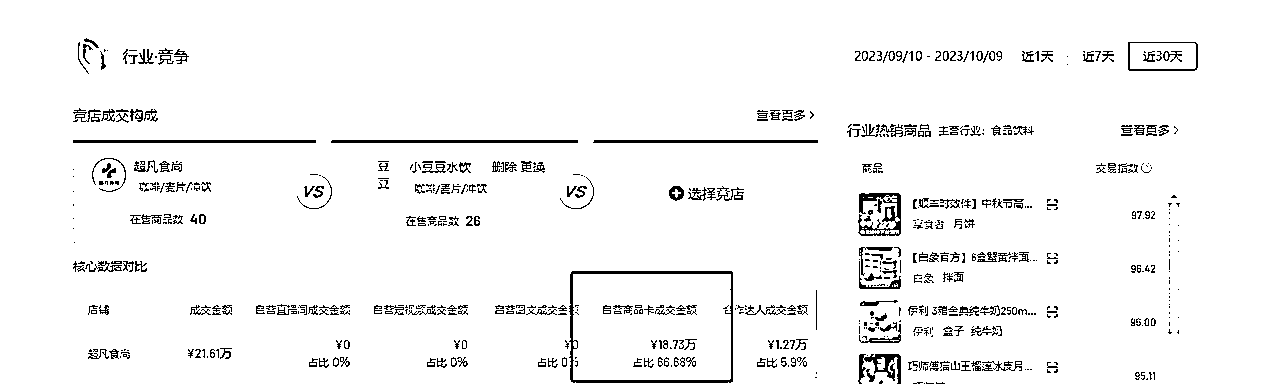 行业·竞争
2023/09/10 - 2023/10/09 近1天 近7天 近30天
竞店成交构成 查看更多 >
超凡食尚
咖啡/麦片/冲饮
在售商品数 40
VS
豆豆
小豆豆水饮 删除 更换
咖啡/麦片/冲饮
在售商品数 26
VS
选择竞店
核心数据对比
店铺 成交金额 自营直播间成交金额 自营短视频成交金额 自营图文成交金额 自营商品卡成交金额 合作达人成交金额
超凡食尚 ¥21.61万 ¥0 ¥0 ¥0 ¥18.73万 ¥1.27万
占比 0% 占比 0% 占比 0% 占比 66.68% 占比 5.9%
行业热销商品 主营行业：食品饮料 查看更多 >
商品 交易指数
【顺丰时效件】中秋节高... 97.92
享食者 月饼
【白象官方】6盒蟹黄拌面... 96.42
白象 拌面
伊利 3箱金典纯牛奶250m... 95.00
伊利 盒子 纯牛奶
巧师傅猫山王榴莲冰皮月... 95.11